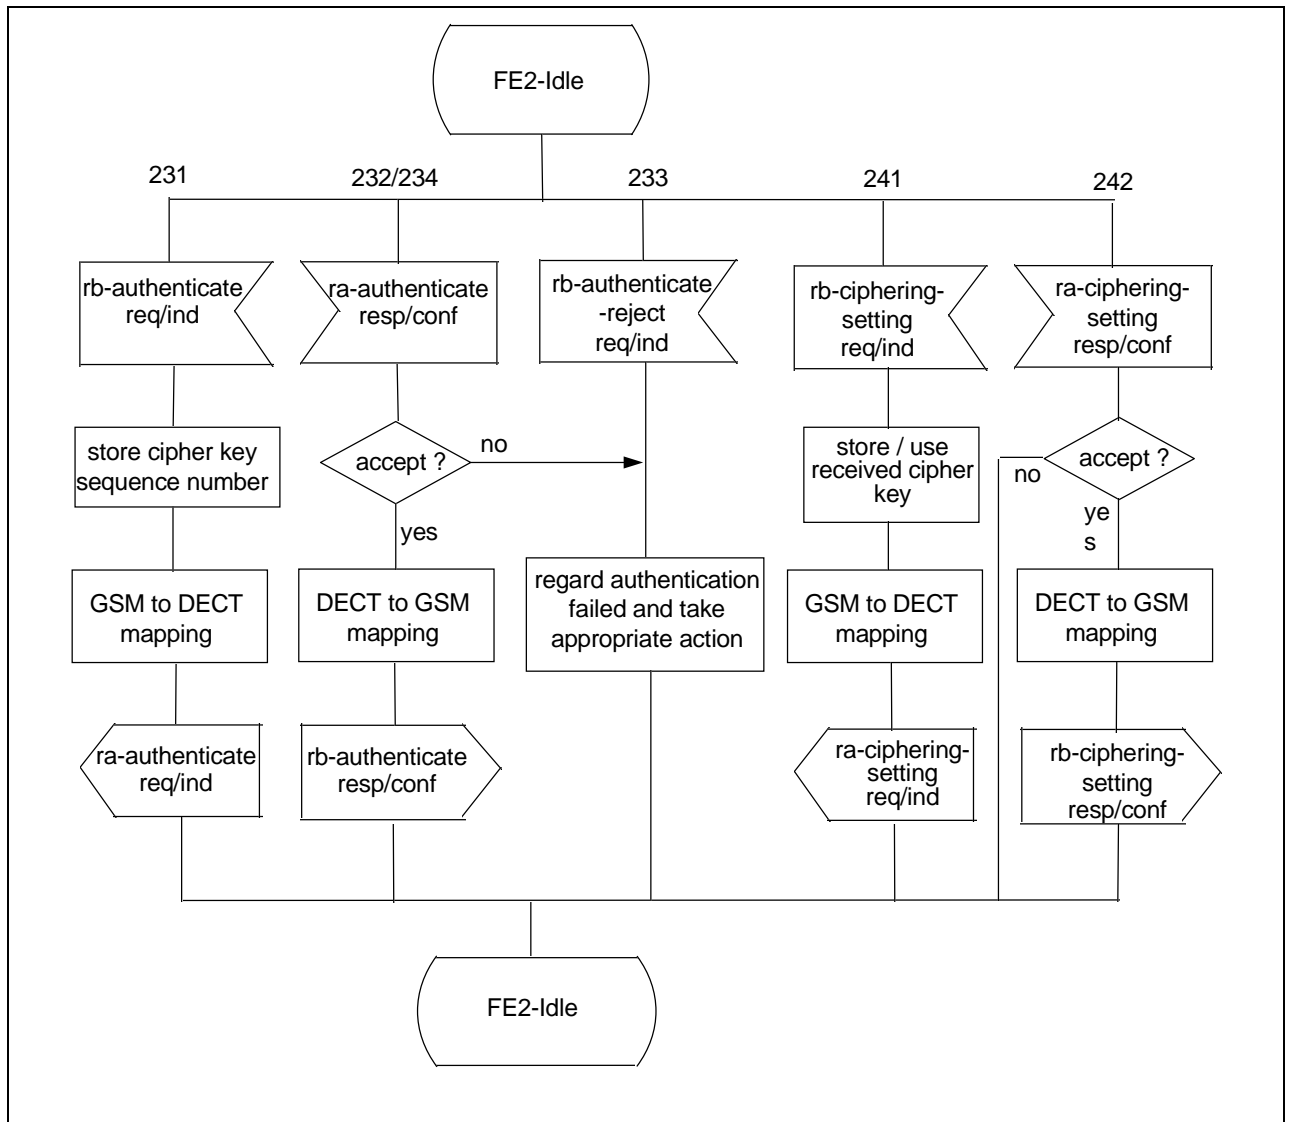 FE2-Idle
231
232/234
233
241
242
rb-authenticate
req/ind
ra-authenticate
resp/conf
rb-authenticate
-reject
req/ind
rb-ciphering-
setting
req/ind
ra-ciphering-
setting
resp/conf
store cipher key
sequence number
accept ?
no
yes
store / use
received cipher
key
accept ?
no
ye
s
GSM to DECT
mapping
DECT to GSM
mapping
regard authentication
failed and take
appropriate action
GSM to DECT
mapping
DECT to GSM
mapping
ra-authenticate
req/ind
rb-authenticate
resp/conf
ra-ciphering-
setting
req/ind
rb-ciphering-
setting
resp/conf
FE2-Idle